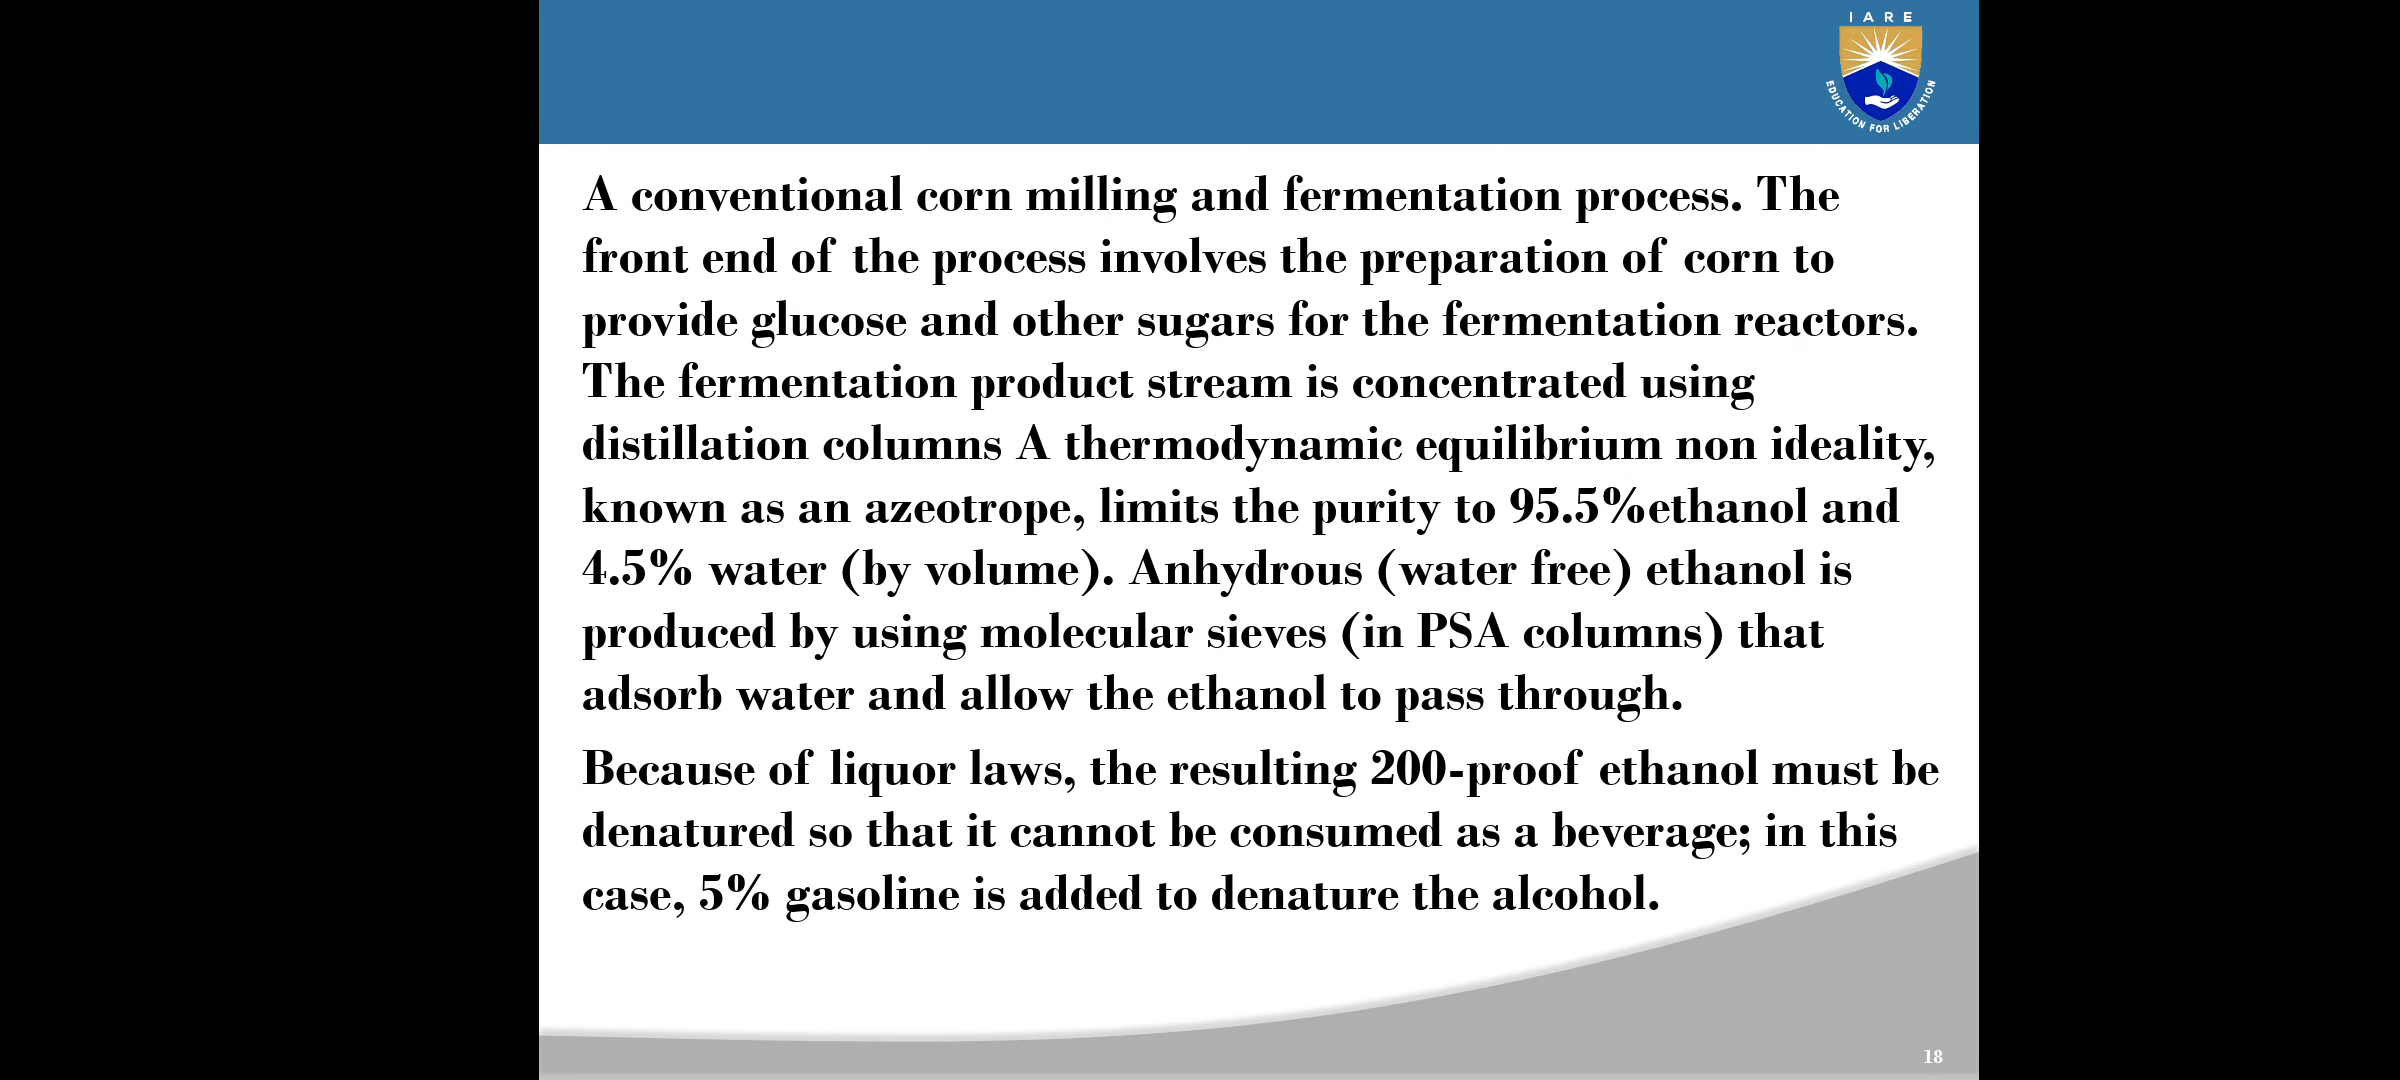 I A R E
EDUCATION FOR LIBERATION
A conventional corn milling and fermentation process. The
front end of the process involves the preparation of corn to
provide glucose and other sugars for the fermentation reactors.
The fermentation product stream is concentrated using
distillation columns A thermodynamic equilibrium non ideality,
known as an azeotrope, limits the purity to 95.5%ethanol and
4.5% water (by volume). Anhydrous (water free) ethanol is
produced by using molecular sieves (in PSA columns) that
adsorb water and allow the ethanol to pass through.
Because of liquor laws, the resulting 200-proof ethanol must be
denatured so that it cannot be consumed as a beverage; in this
case, 5% gasoline is added to denature the alcohol.
18